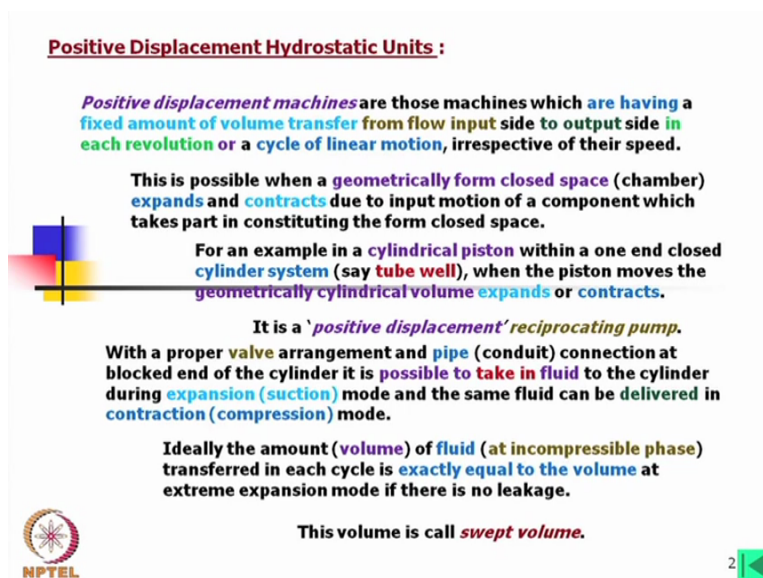 Positive Displacement Hydrostatic Units :
Positive displacement machines are those machines which are having a
fixed amount of volume transfer from flow input side to output side in
each revolution or a cycle of linear motion, irrespective of their speed.
This is possible when a geometrically form closed space (chamber)
expands and contracts due to input motion of a component which
takes part in constituting the form closed space.
For an example in a cylindrical piston within a one end closed
cylinder system (say tube well), when the piston moves the
geometrically cylindrical volume expands or contracts.
It is a ‘positive displacement’ reciprocating pump.
With a proper valve arrangement and pipe (conduit) connection at
blocked end of the cylinder it is possible to take in fluid to the cylinder
during expansion (suction) mode and the same fluid can be delivered in
contraction (compression) mode.
Ideally the amount (volume) of fluid (at incompressible phase)
transferred in each cycle is exactly equal to the volume at
extreme expansion mode if there is no leakage.
This volume is call swept volume.
NPTEL
2